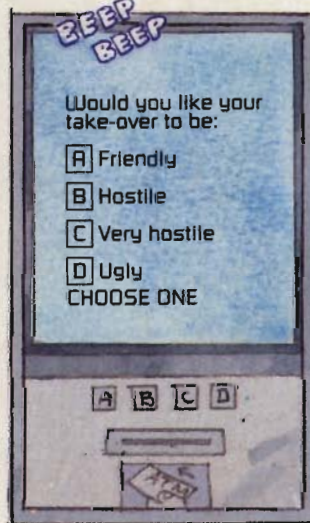 BEEP
BEEP
Would you like your
take-over to be:
A Friendly
B Hostile
C Very hostile
D Ugly
CHOOSE ONE
A B C D